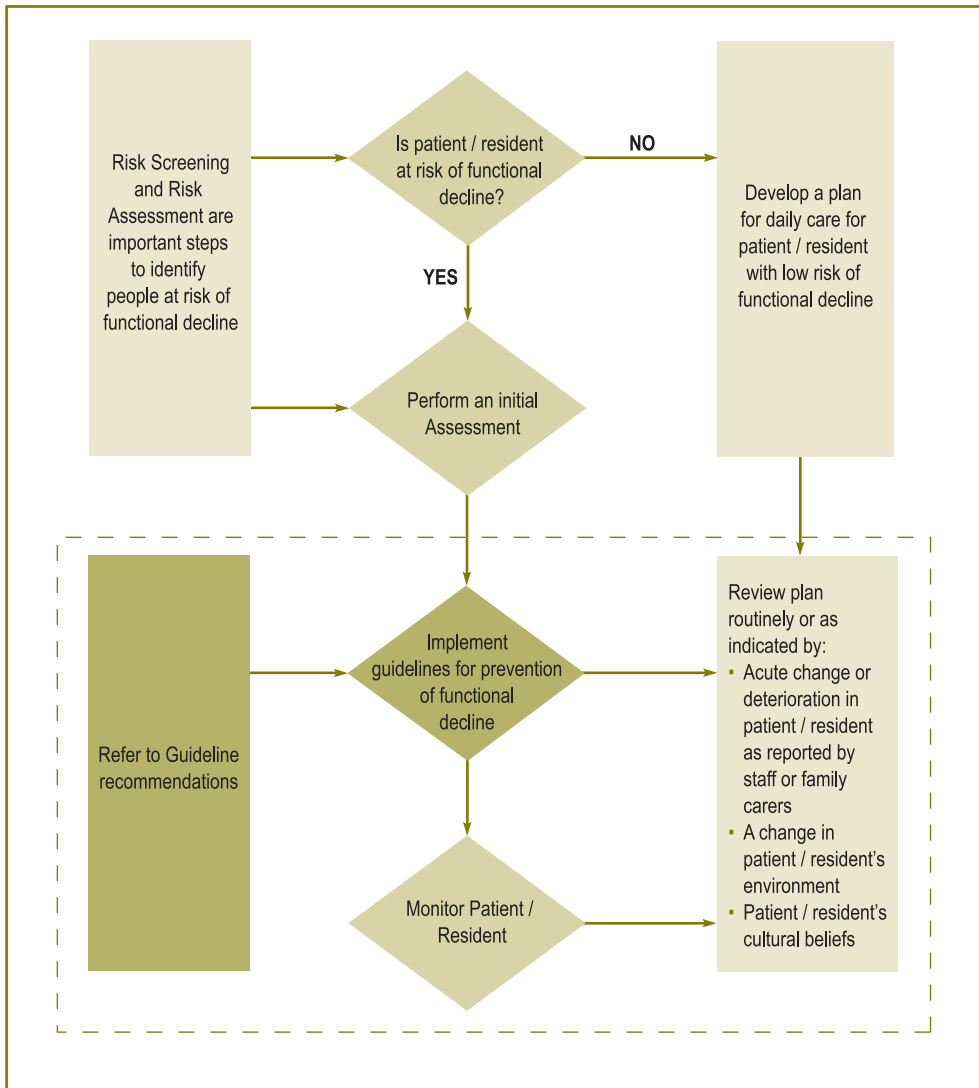 Risk Screening
and Risk
Assessment are
important steps
to identify
people at risk of
functional decline
Is patient / resident
at risk of functional
decline?
NO
YES
Develop a plan
for daily care for
patient / resident
with low risk of
functional decline
Perform an initial
Assessment
Refer to Guideline
recommendations
Implement
guidelines for prevention
of functional
decline
Monitor Patient /
Resident
Review plan
routinely or as
indicated by:
• Acute change or
deterioration in
patient / resident
as reported by
staff or family
carers
• A change in
patient / resident’s
environment
• Patient / resident’s
cultural beliefs